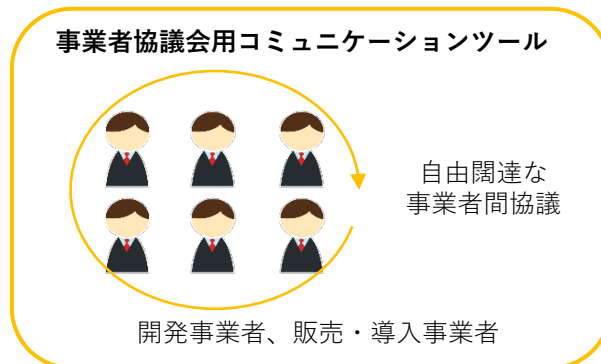 事業者協議会用コミュニケーションツール
自由闊達な
事業者間協議
開発事業者、販売・導入事業者